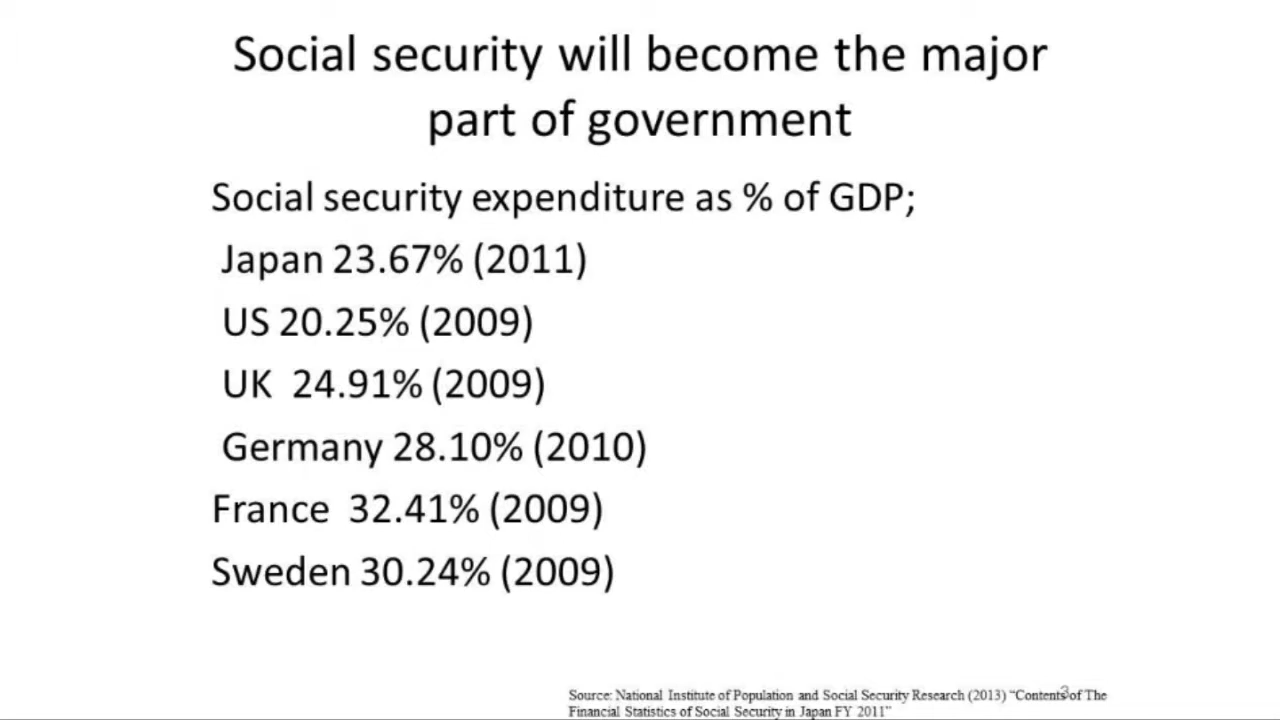 Social security will become the major
part of government
Social security expenditure as % of GDP;
Japan 23.67% (2011)
US 20.25% (2009)
UK  24.91% (2009)
Germany 28.10% (2010)
France  32.41% (2009)
Sweden 30.24% (2009)
3
Source: National Institute of Population and Social Security Research (2013) “Contents of The
Financial Statistics of Social Security in Japan FY 2011”